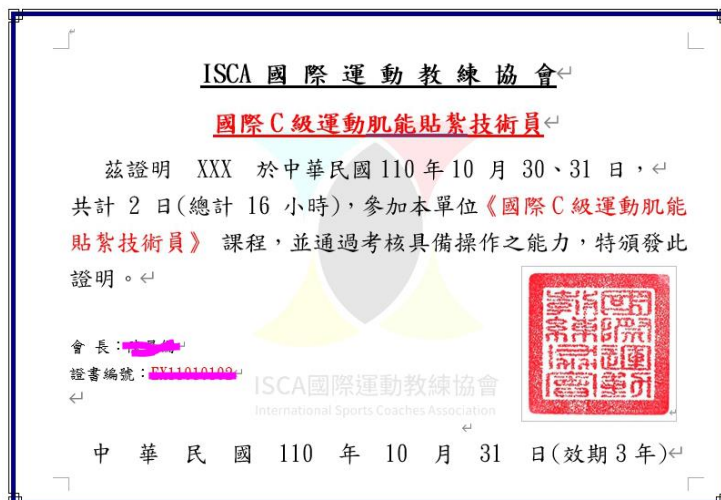 ISCA 國 際 運 動 教 練 協 會
國際C級運動肌能貼紮技術員
茲證明 XXX 於中華民國 110 年 10 月 30、31 日，
共計 2 日(總計 16 小時)，參加本單位《國際C級運動肌能
貼紮技術員》 課程，並通過考核具備操作之能力，特頒發此
證明。
會 長：
證書編號：
ISCA國際運動教練協會
International Sports Coaches Association
中 華 民 國 110 年 10 月 31 日(效期 3 年)